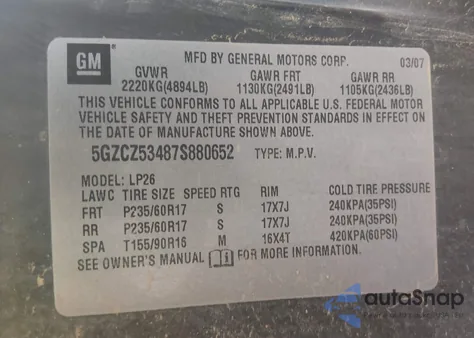 GM
MFD BY GENERAL MOTORS CORP. 03/07
GVWR GAWR FRT GAWR RR
2220KG(4894LB) 1130KG(2491LB) 1105KG(2436LB)
THIS VEHICLE CONFORMS TO ALL APPLICABLE U.S. FEDERAL MOTOR
VEHICLE SAFETY AND THEFT PREVENTION STANDARDS IN EFFECT ON
THE DATE OF MANUFACTURE SHOWN ABOVE.
5GZCZ53487S880652 TYPE: M.P.V.
MODEL: LP26
LAWC TIRE SIZE SPEED RTG RIM COLD TIRE PRESSURE
FRT P235/60R17 S 17X7J 240KPA(35PSI)
RR P235/60R17 S 17X7J 240KPA(35PSI)
SPA T155/90R16 M 16X4T 420KPA(60PSI)
SEE OWNER'S MANUAL FOR MORE INFORMATION.
autoSnap